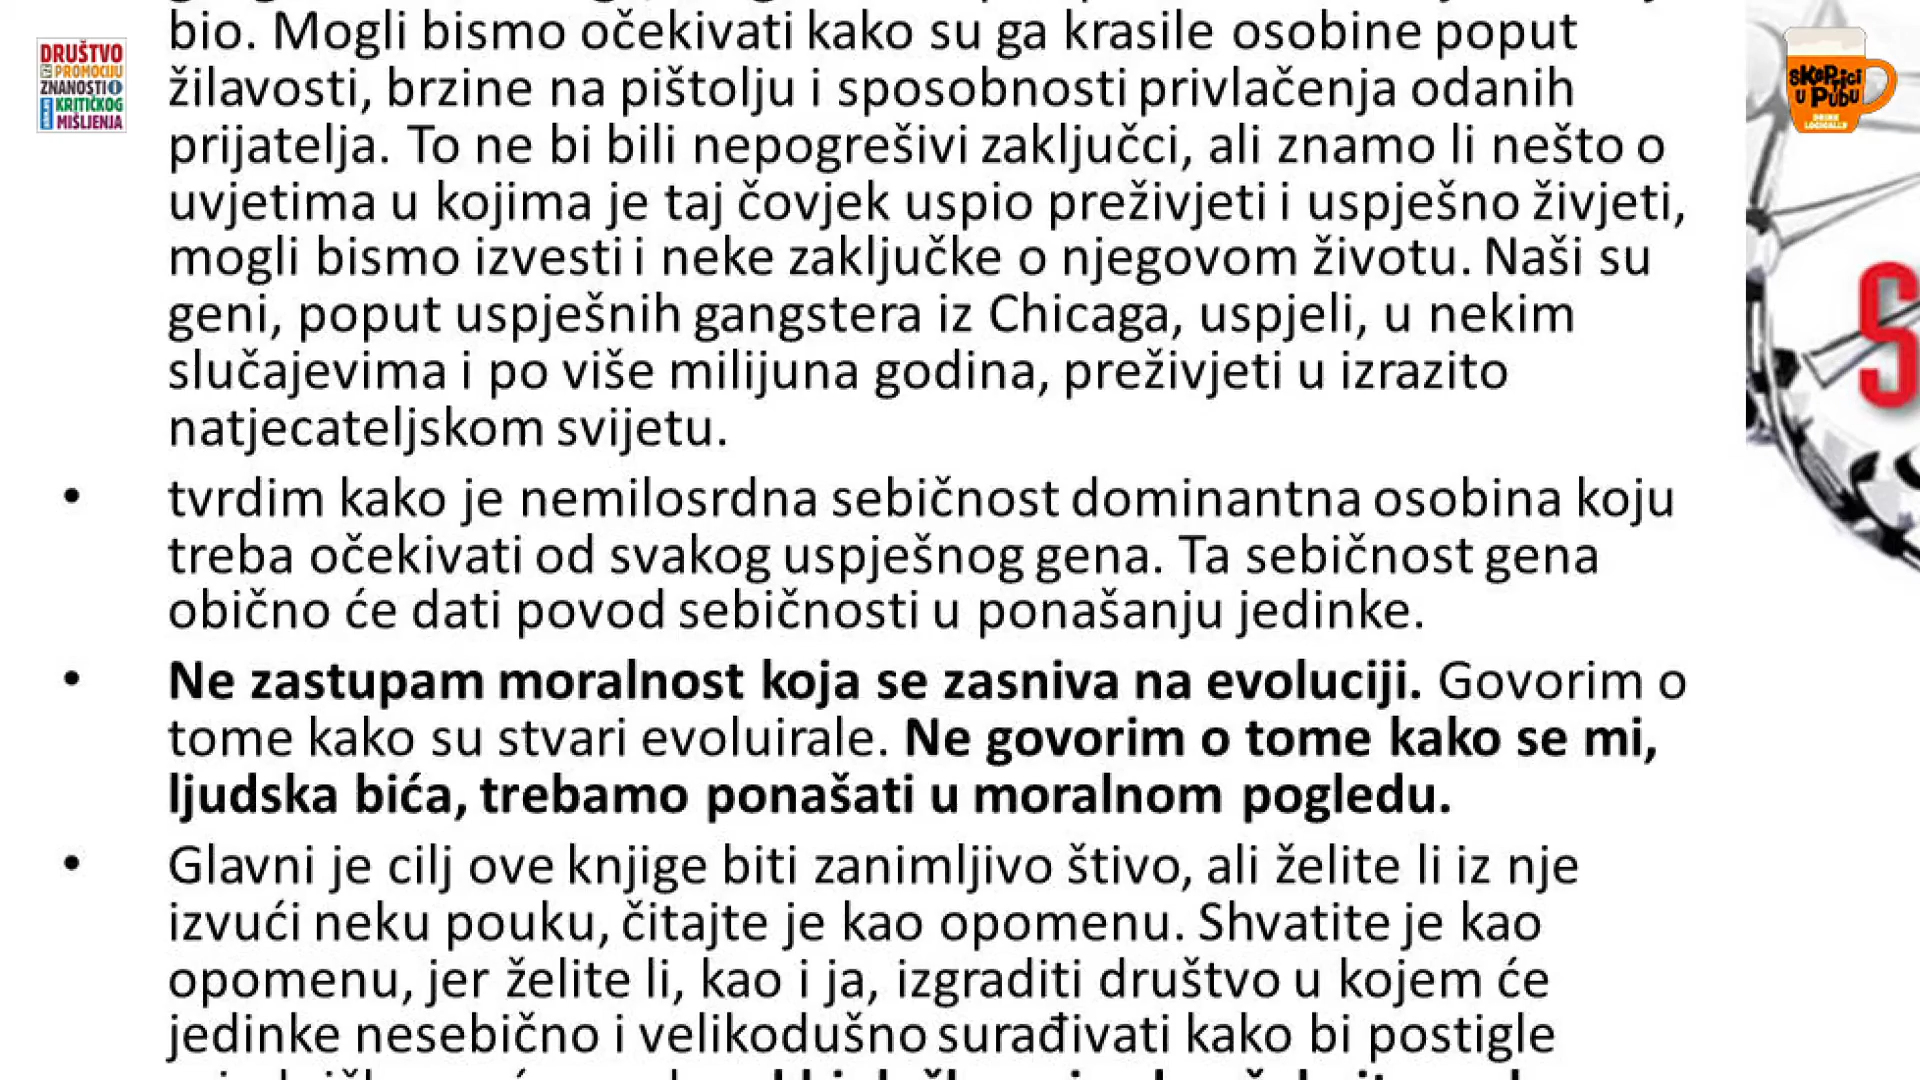 bio. Mogli bismo očekivati kako su ga krasile osobine poput
žilavosti, brzine na pištolju i sposobnosti privlačenja odanih
prijatelja. To ne bi bili nepogrešivi zaključci, ali znamo li nešto o
uvjetima u kojima je taj čovjek uspio preživjeti i uspješno živjeti,
mogli bismo izvesti i neke zaključke o njegovom životu. Naši su
geni, poput uspješnih gangstera iz Chicaga, uspjeli, u nekim
slučajevima i po više milijuna godina, preživjeti u izrazito
natjecateljskom svijetu.
• tvrdim kako je nemilosrdna sebičnost dominantna osobina koju
treba očekivati od svakog uspješnog gena. Ta sebičnost gena
obično će dati povod sebičnosti u ponašanju jedinke.
• Ne zastupam moralnost koja se zasniva na evoluciji. Govorim o
tome kako su stvari evoluirale. Ne govorim o tome kako se mi,
ljudska bića, trebamo ponašati u moralnom pogledu.
• Glavni je cilj ove knjige biti zanimljivo štivo, ali želite li iz nje
izvući neku pouku, čitajte je kao opomenu. Shvatite je kao
opomenu, jer želite li, kao i ja, izgraditi društvo u kojem će
jedinke nesebično i velikodušno surađivati kako bi postigle
DRUŠTVO
ZA PROMOCIJU
ZNANOSTI
KRITIČKOG
MIŠLJENJA
SKEPTICI
U PUBU
DRINK
LOGICALLY
S